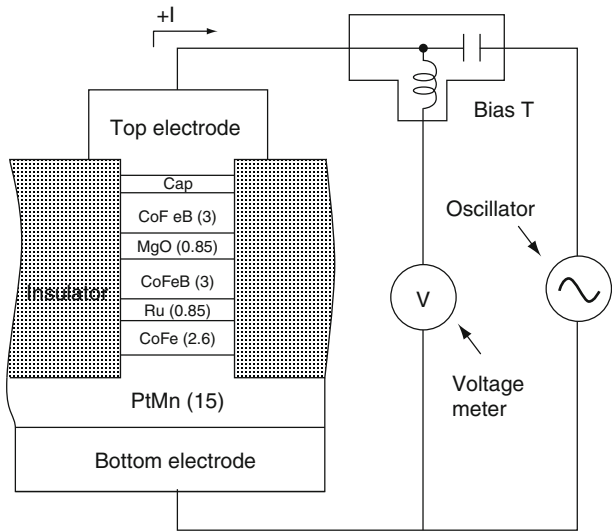 +I
Top electrode
Bias T
Cap
CoF eB (3)
MgO (0.85)
CoFeB (3)
Ru (0.85)
CoFe (2.6)
Insulator
Oscillator
V
Voltage
meter
PtMn (15)
Bottom electrode